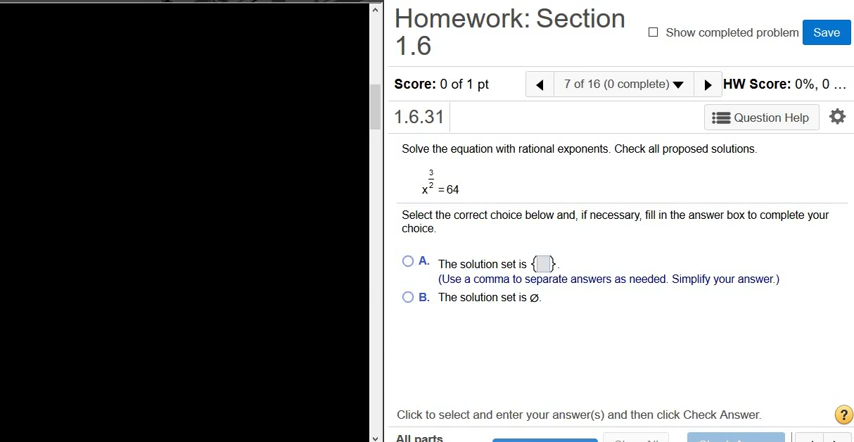 Homework: Section 1.6
Show completed problem
Save
Score: 0 of 1 pt
7 of 16 (0 complete)
HW Score: 0%, 0 ...
1.6.31
Question Help
Solve the equation with rational exponents. Check all proposed solutions.
x^(3/2) = 64
Select the correct choice below and, if necessary, fill in the answer box to complete your
choice.
A. The solution set is { }.
(Use a comma to separate answers as needed. Simplify your answer.)
B. The solution set is ∅.
Click to select and enter your answer(s) and then click Check Answer.
?
All parts